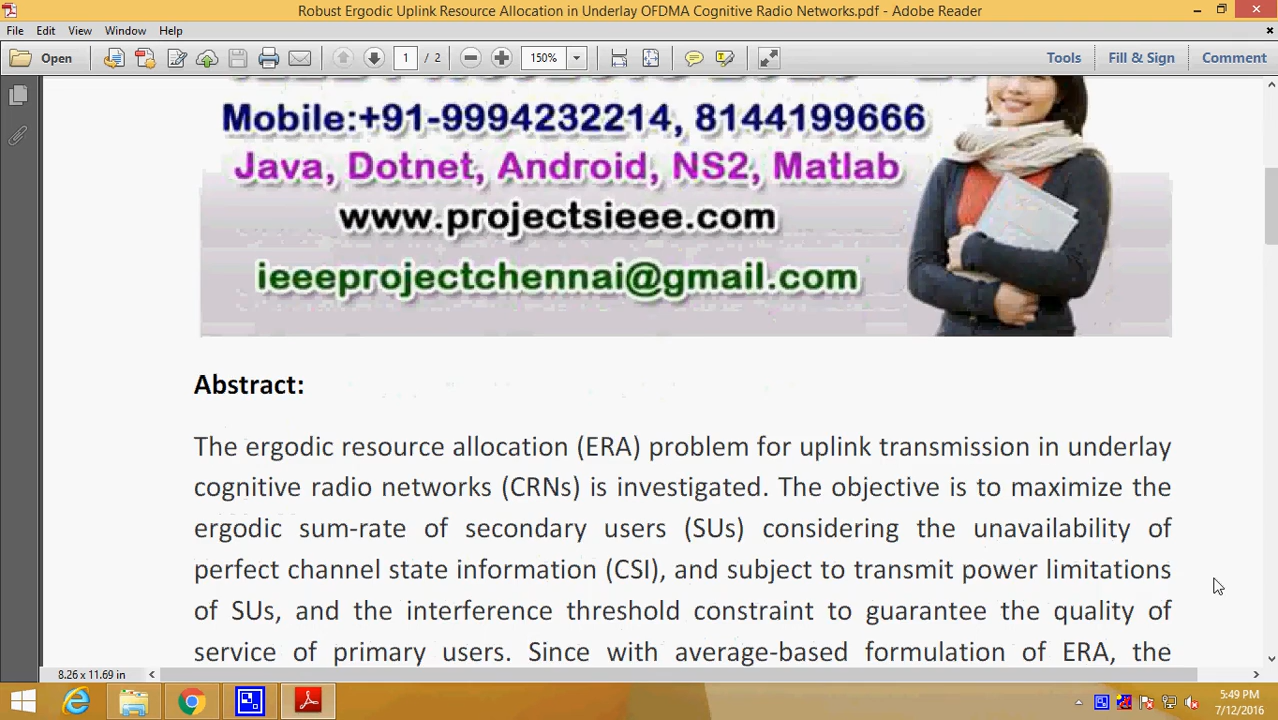 Robust Ergodic Uplink Resource Allocation in Underlay OFDMA Cognitive Radio Networks.pdf - Adobe Reader
File Edit View Window Help
Open 1 / 2 150% Tools Fill & Sign Comment
Mobile:+91-9994232214, 8144199666
Java, Dotnet, Android, NS2, Matlab
www.projectsieee.com
ieeeprojectchennai@gmail.com
Abstract:
The ergodic resource allocation (ERA) problem for uplink transmission in underlay
cognitive radio networks (CRNs) is investigated. The objective is to maximize the
ergodic sum-rate of secondary users (SUs) considering the unavailability of
perfect channel state information (CSI), and subject to transmit power limitations
of SUs, and the interference threshold constraint to guarantee the quality of
service of primary users. Since with average-based formulation of ERA, the
8.26 x 11.69 in
5:49 PM
7/12/2016